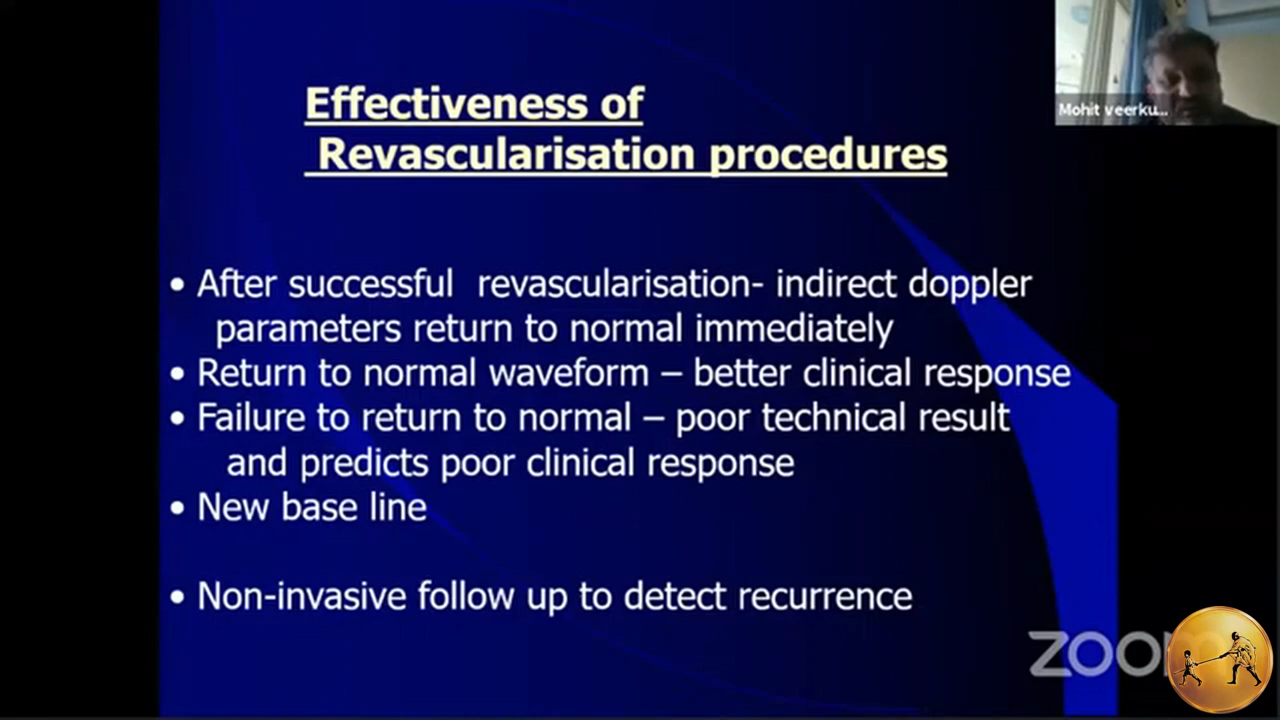 Effectiveness of
Revascularisation procedures
Mohit veerku...
• After successful revascularisation- indirect doppler
parameters return to normal immediately
• Return to normal waveform – better clinical response
• Failure to return to normal – poor technical result
and predicts poor clinical response
• New base line
• Non-invasive follow up to detect recurrence
zoom